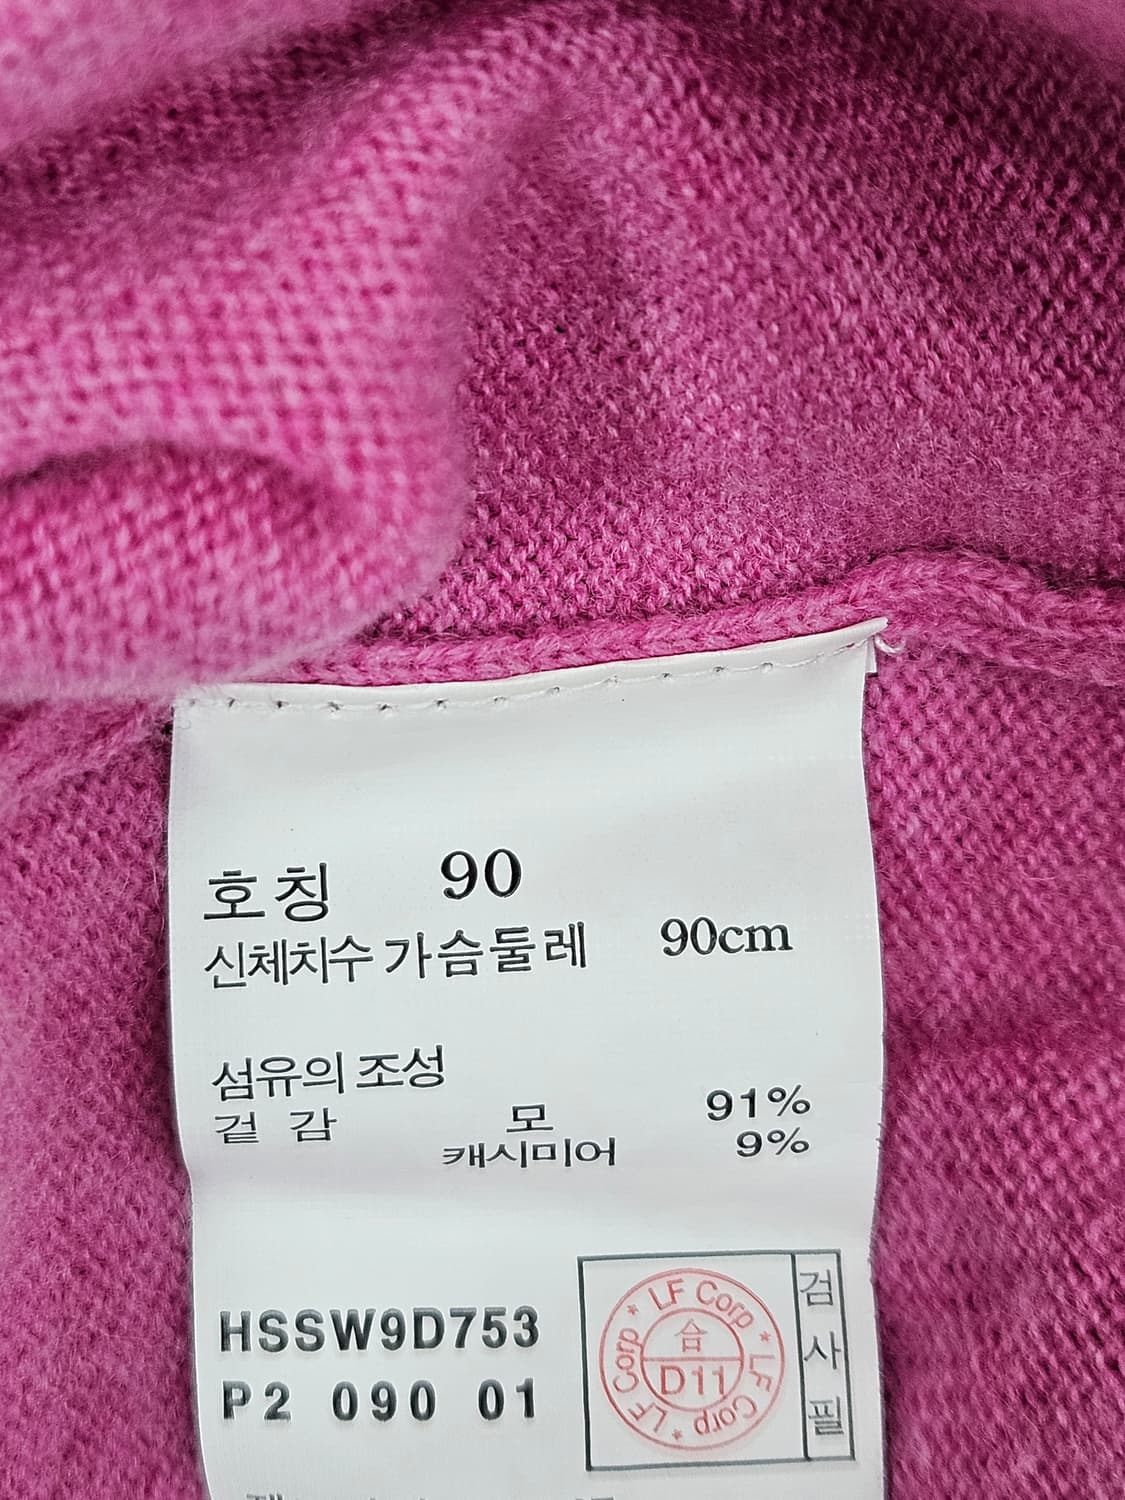 호칭 90
신체치수 가슴둘레 90cm
섬유의 조성
겉 감 모 91%
캐시미어 9%
HSSW9D753
P2 090 01
* LF Corp * LF Corp * LF Corp
合
D11
검사필